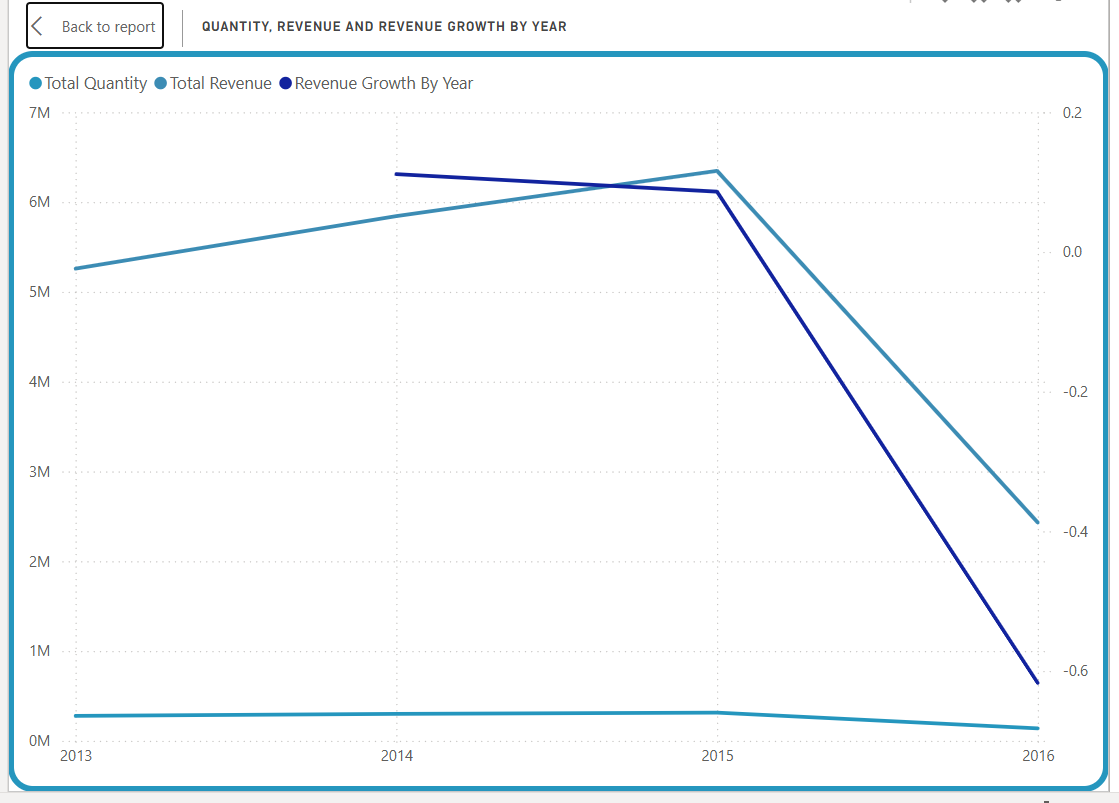 Back to report
QUANTITY, REVENUE AND REVENUE GROWTH BY YEAR
Total Quantity Total Revenue Revenue Growth By Year
7M 0.2
6M
0.0
5M
4M -0.2
3M
-0.4
2M
1M -0.6
0M
2013 2014 2015 2016